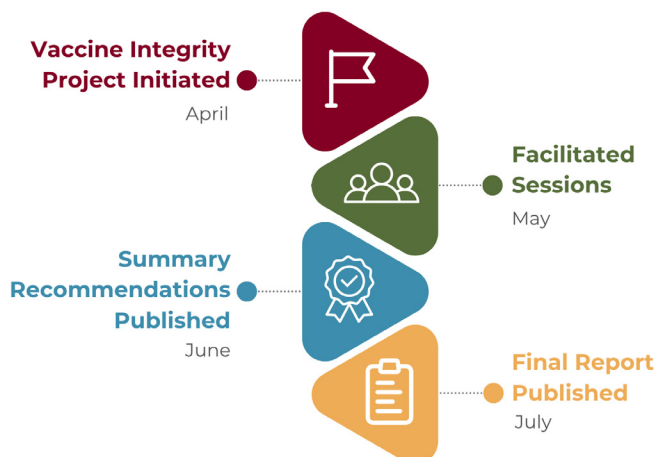 Vaccine Integrity
Project Initiated
April
Facilitated
Sessions
May
Summary
Recommendations
Published
June
Final Report
Published
July